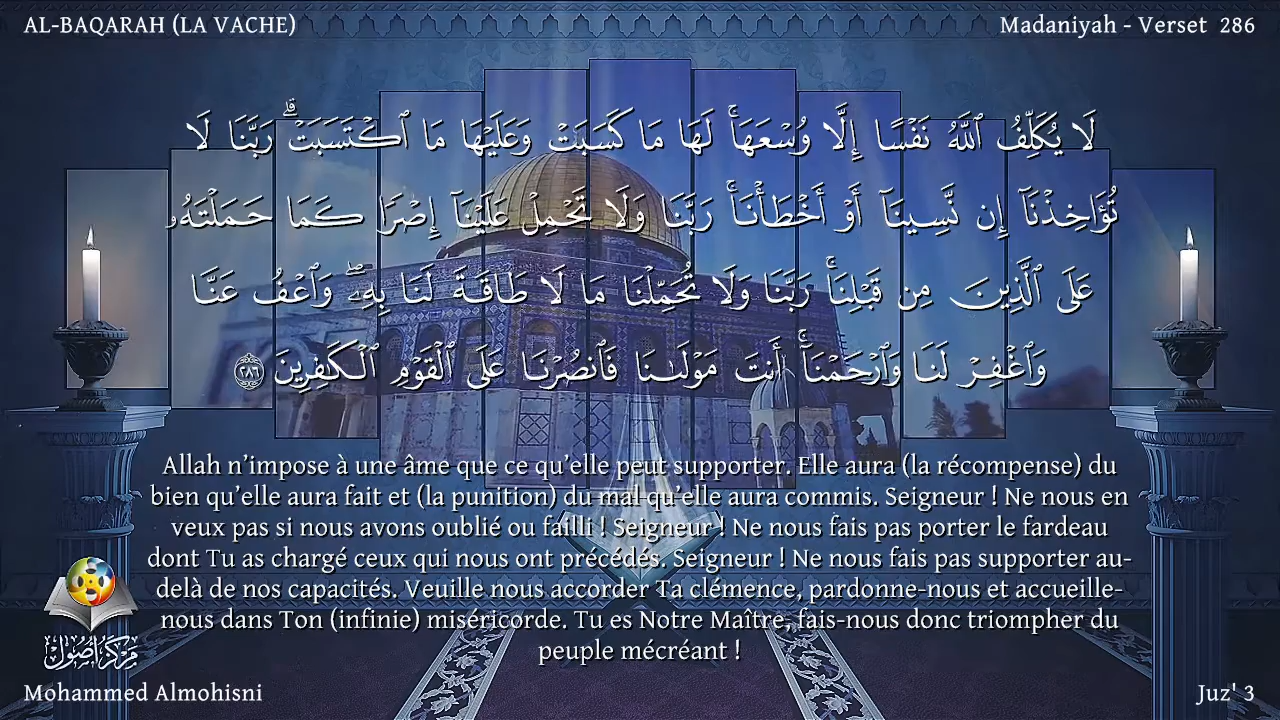 AL-BAQARAH (LA VACHE)
Madaniyah - Verset 286
لَا يُكَلِّفُ ٱللَّهُ نَفْسًا إِلَّا وُسْعَهَاۚ لَهَا مَا كَسَبَتْ وَعَلَيْهَا مَا ٱكْتَسَبَتْۗ رَبَّنَا لَا
تُؤَاخِذْنَآ إِن نَّسِينَآ أَوْ أَخْطَأْنَاۚ رَبَّنَا وَلَا تَحْمِلْ عَلَيْنَآ إِصْرًا كَمَا حَمَلْتَهُۥ
عَلَى ٱلَّذِينَ مِن قَبْلِنَاۚ رَبَّنَا وَلَا تُحَمِّلْنَا مَا لَا طَاقَةَ لَنَا بِهِۦۖ وَٱعْفُ عَنَّا
وَٱغْفِرْ لَنَا وَٱرْحَمْنَآۚ أَنتَ مَوْلَىٰنَا فَٱنصُرْنَا عَلَى ٱلْقَوْمِ ٱلْكَٰفِرِينَ ٢٨٦
Allah n’impose à une âme que ce qu’elle peut supporter. Elle aura (la récompense) du
bien qu’elle aura fait et (la punition) du mal qu’elle aura commis. Seigneur ! Ne nous en
veux pas si nous avons oublié ou failli ! Seigneur ! Ne nous fais pas porter le fardeau
dont Tu as chargé ceux qui nous ont précédés. Seigneur ! Ne nous fais pas supporter au-
delà de nos capacités. Veuille nous accorder Ta clémence, pardonne-nous et accueille-
nous dans Ton (infinie) miséricorde. Tu es Notre Maître, fais-nous donc triompher du
peuple mécréant !
مركز أصول
Mohammed Almohisni
Juz' 3